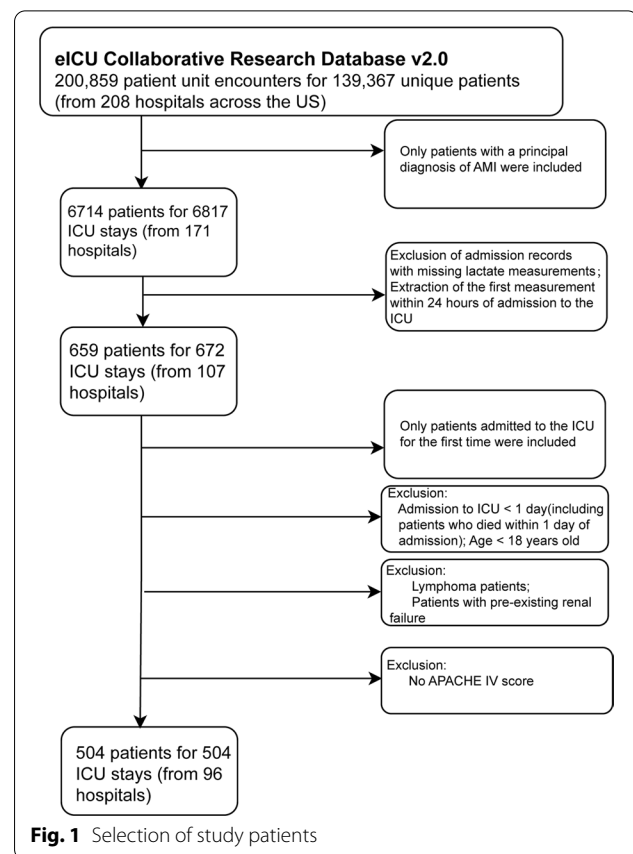 eICU Collaborative Research Database v2.0
200,859 patient unit encounters for 139,367 unique patients
(from 208 hospitals across the US)
Only patients with a principal
diagnosis of AMI were included
6714 patients for 6817
ICU stays (from 171
hospitals)
Exclusion of admission records
with missing lactate measurements;
Extraction of the first measurement
within 24 hours of admission to the
ICU
659 patients for 672
ICU stays (from 107
hospitals)
Only patients admitted to the ICU
for the first time were included
Exclusion:
Admission to ICU < 1 day(including
patients who died within 1 day of
admission); Age < 18 years old
Exclusion:
Lymphoma patients;
Patients with pre-existing renal
failure
Exclusion:
No APACHE IV score
504 patients for 504
ICU stays (from 96
hospitals)
Fig. 1 Selection of study patients